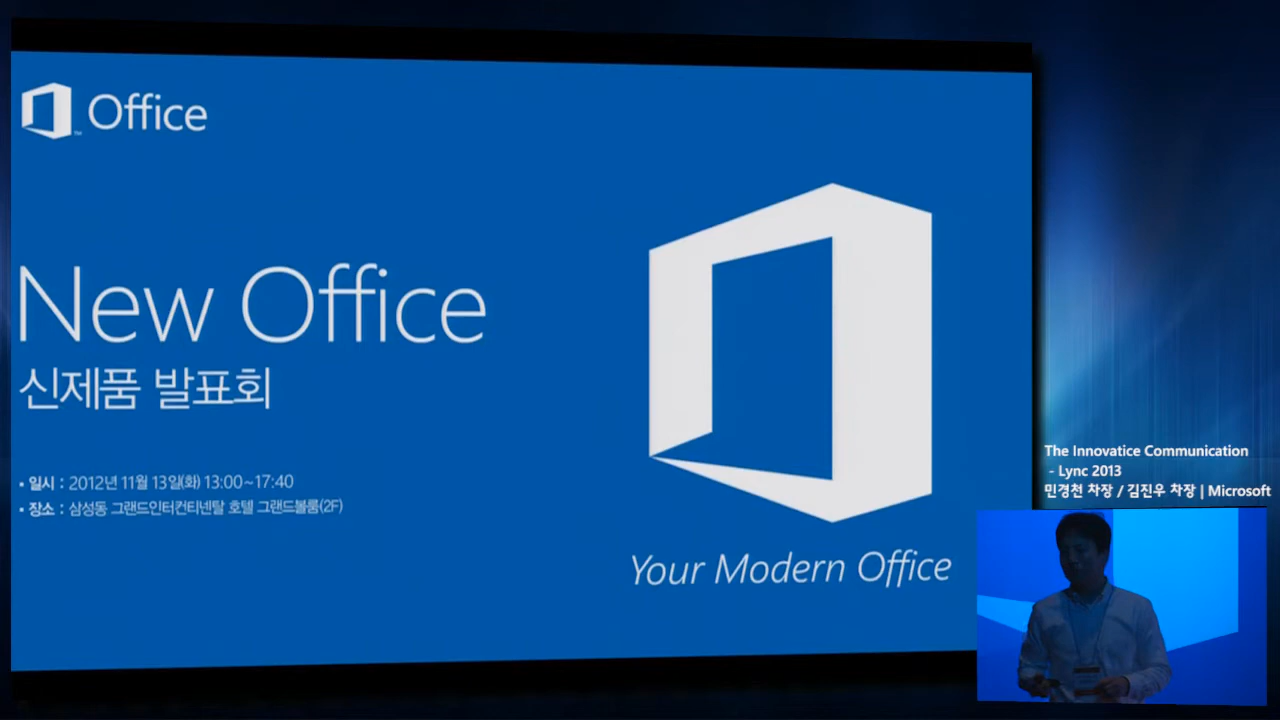 Office
New Office
신제품 발표회
▪ 일시 : 2012년 11월 13일(화) 13:00~17:40
▪ 장소 : 삼성동 그랜드인터컨티넨탈 호텔 그랜드볼룸(2F)
Your Modern Office
The Innovatice Communication
- Lync 2013
민경천 차장 / 김진우 차장 | Microsoft